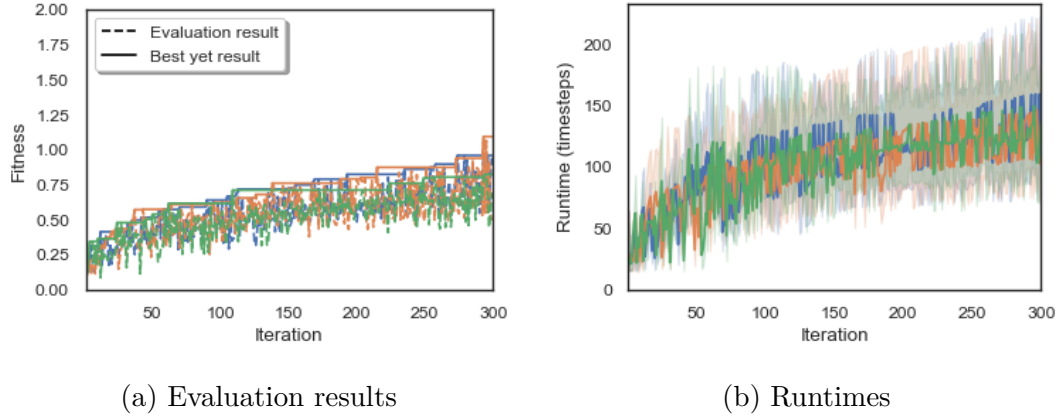 2.00
1.75
1.50
1.25
1.00
0.75
0.50
0.25
0.00
Fitness
Evaluation result
Best yet result
50 100 150 200 250 300
Iteration
(a) Evaluation results
200
150
100
50
0
Runtime (timesteps)
50 100 150 200 250 300
Iteration
(b) Runtimes